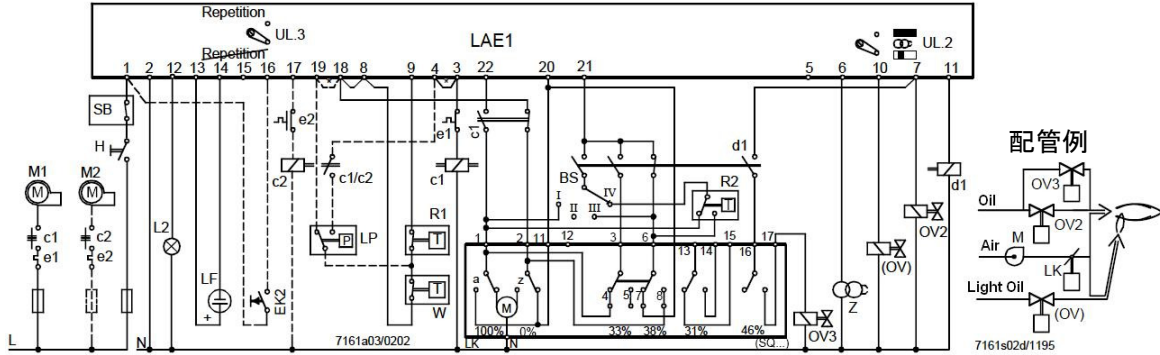 Repetition
UL.3
Repetition
LAE1
UL.2
1 2 12 13 14 15 16 17 19 18 8 9 4 3 22 20 21 5 6 10 7 11
SB
H
e2
c2
c1/c2
e1
c1
c1
BS
I
II
III
IV
d1
R2
T
d1
M1
M
M2
M
c1
e1
c2
e2
L2
LF
+
EK2
LP
P
R1
T
W
T
1 2 11 12 3 6 13 14 15 16 17
a
z
M
4 5 7 8
100% 0% 33% 38% 31% 46%
LK
N
(SQ...)
OV3
Z
(OV)
OV2
L
N
7161a03/0202
配管例
OV3
Oil
OV2
Air
M
LK
Light Oil
(OV)
7161s02d/1195